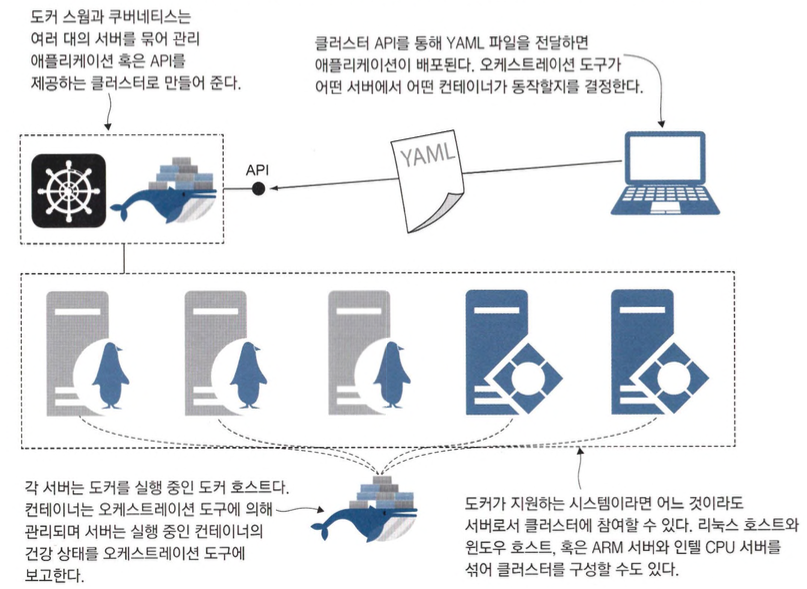 도커 스웜과 쿠버네티스는
여러 대의 서버를 묶어 관리
애플리케이션 혹은 API를
제공하는 클러스터로 만들어 준다.
클러스터 API를 통해 YAML 파일을 전달하면
애플리케이션이 배포된다. 오케스트레이션 도구가
어떤 서버에서 어떤 컨테이너가 동작할지를 결정한다.
API
YAML
각 서버는 도커를 실행 중인 도커 호스트다.
컨테이너는 오케스트레이션 도구에 의해
관리되며 서버는 실행 중인 컨테이너의
건강 상태를 오케스트레이션 도구에
보고한다.
도커가 지원하는 시스템이라면 어느 것이라도
서버로서 클러스터에 참여할 수 있다. 리눅스 호스트와
윈도우 호스트, 혹은 ARM 서버와 인텔 CPU 서버를
섞어 클러스터를 구성할 수도 있다.